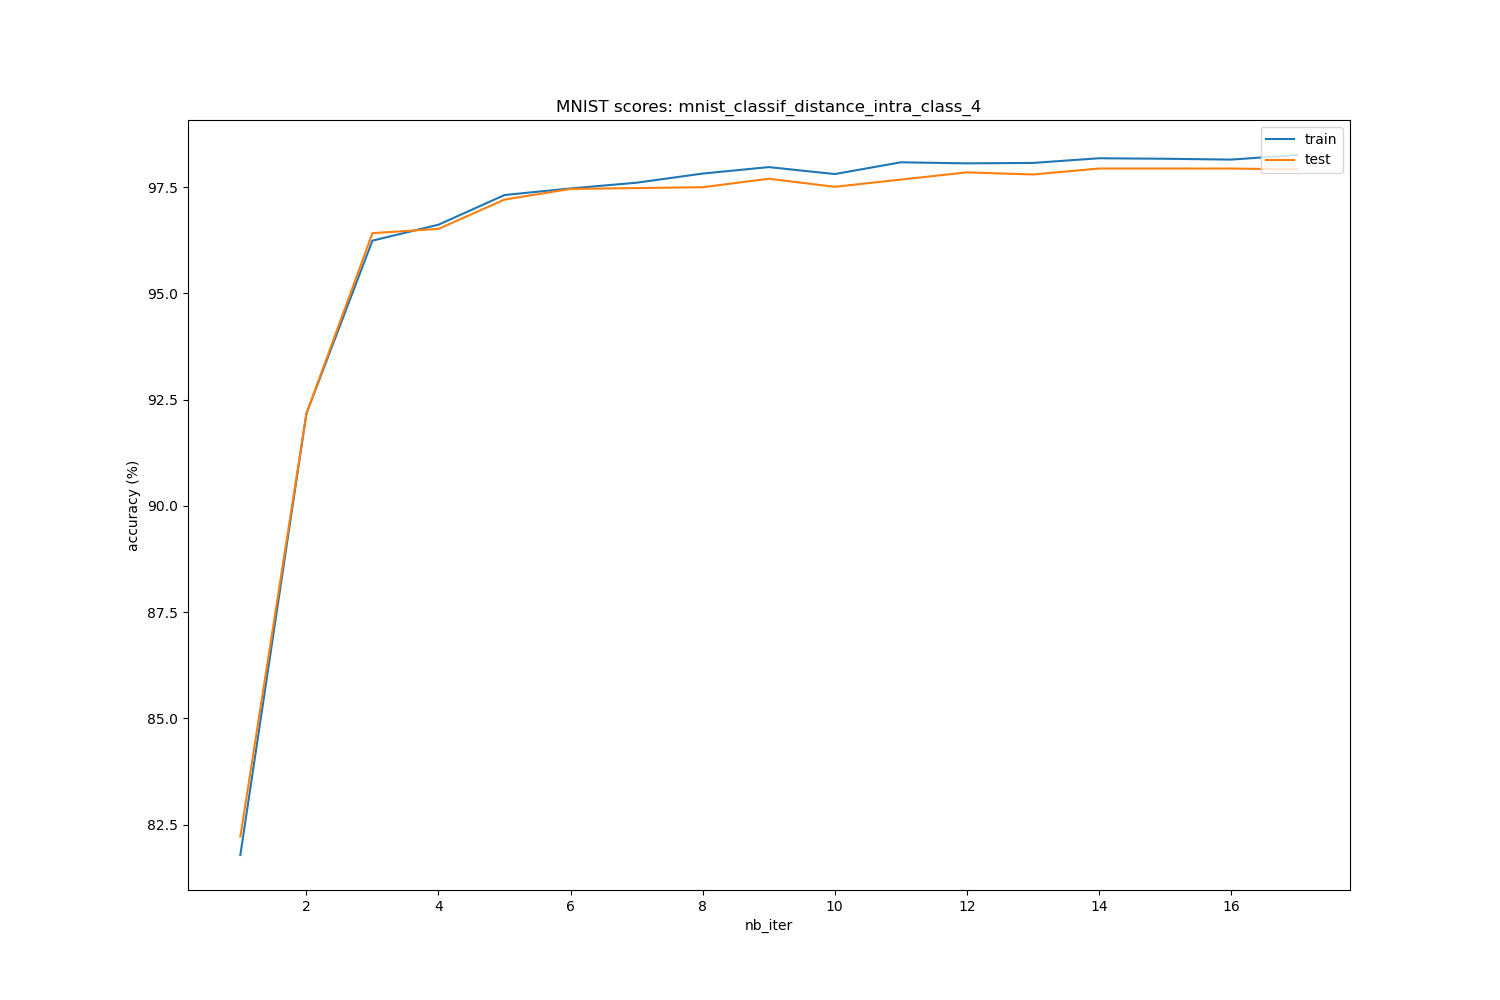 MNIST scores: mnist_classif_distance_intra_class_4
train
test
97.5
95.0
92.5
90.0
87.5
85.0
82.5
accuracy (%)
2 4 6 8 10 12 14 16
nb_iter